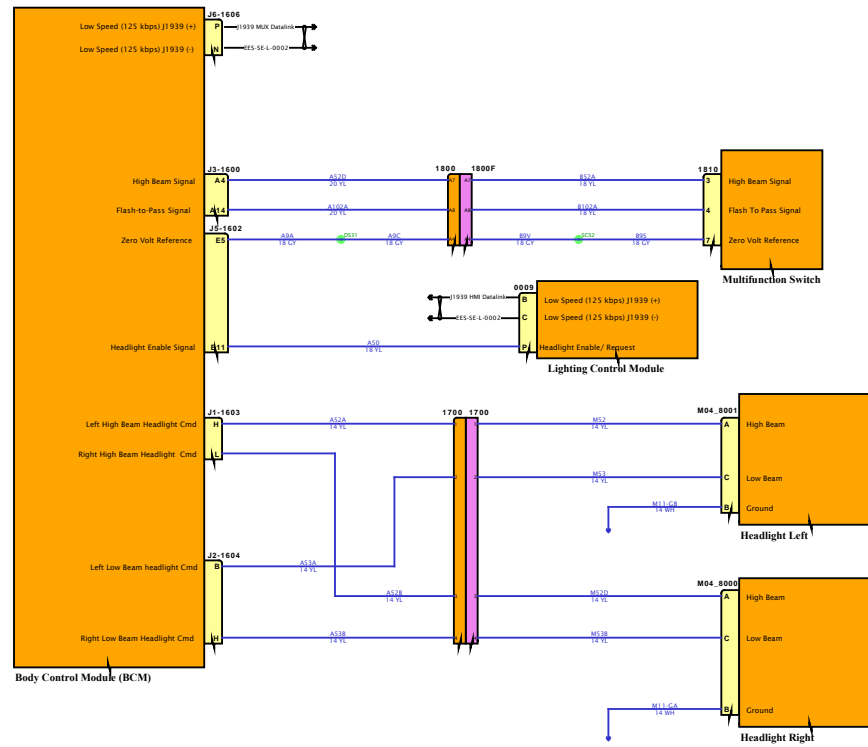 J6-1606
Low Speed (125 kbps) J1939 (+) P J1939 MUX Datalink
Low Speed (125 kbps) J1939 (-) N EES-SE-L-0002
J3-1600 1800 1800F 1810
High Beam Signal A4 A52D 20 YL A7 A7 B52A 18 YL 3 High Beam Signal
Flash-to-Pass Signal A14 A102A 20 YL A8 A8 B102A 18 YL 4 Flash To Pass Signal
J5-1602
Zero Volt Reference E5 A9A 18 GY A9C 18 GY B9V 18 GY B9S 18 GY 7 Zero Volt Reference
Multifunction Switch
0009
J1939 HMI Datalink B Low Speed (125 kbps) J1939 (+)
EES-SE-L-0002 C Low Speed (125 kbps) J1939 (-)
Headlight Enable Signal A50 18 YL P Headlight Enable/ Request
Lighting Control Module
J1-1603 1700 1700 M04_8001
Left High Beam Headlight Cmd H A52A 14 YL M52 14 YL A High Beam
Right High Beam Headlight Cmd L
2 2 M53 14 YL C Low Beam
M11-GB 14 WH B Ground
Headlight Left
J2-1604 M04_8000
Left Low Beam headlight Cmd B A53A 14 YL
A52B 14 YL 3 3 M52D 14 YL A High Beam
Right Low Beam Headlight Cmd H A53B 14 YL M53B 14 YL C Low Beam
Body Control Module (BCM)
M11-GA 14 WH B Ground
Headlight Right